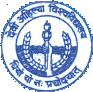 देवी अहिल्या विश्वविद्यालय
धियो यो नः प्रचोदयात्